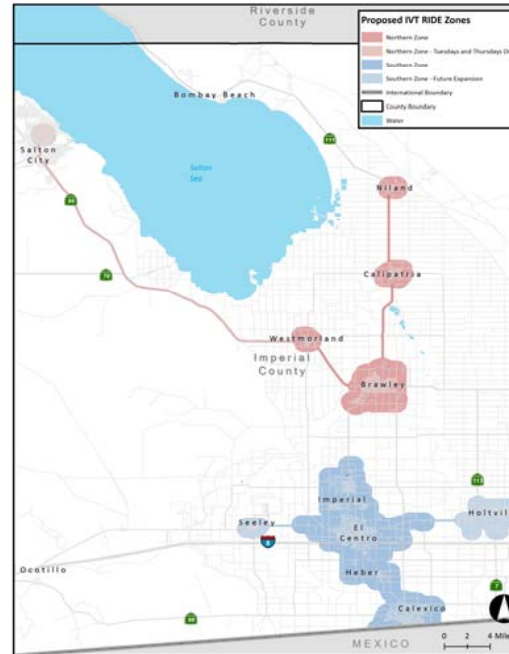 Riverside
County
Proposed IVT RIDE Zones
Northern Zone
Northern Zone - Tuesdays and Thursdays O
Southern Zone
Southern Zone - Future Expansion
International Boundary
County Boundary
Water
Bombay Beach
111
Salton
City
Salton
Sea
Niland
86
78
Calipatria
Westmorland
Imperial
County
Brawley
115
Imperial
Holtvil
Seeley
El
Centro
8
Ocotillo
Heber
7
98
Calexico
MEXICO
0 2 4 Mile